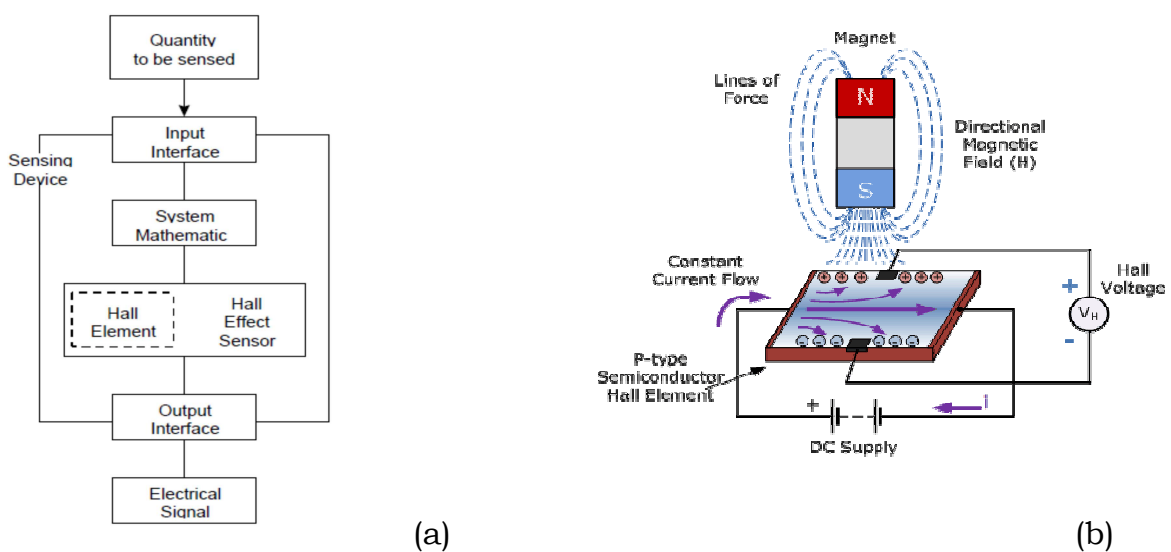 Quantity
to be sensed
Input
Interface
Sensing
Device
System
Mathematic
Hall
Element
Hall
Effect
Sensor
Output
Interface
Electrical
Signal
(a)
Magnet
Lines of
Force
N
Directional
Magnetic
Field (H)
S
Constant
Current Flow
Hall
Voltage
+
VH
-
P-type
Semiconductor
Hall Element
+
i
DC Supply
(b)